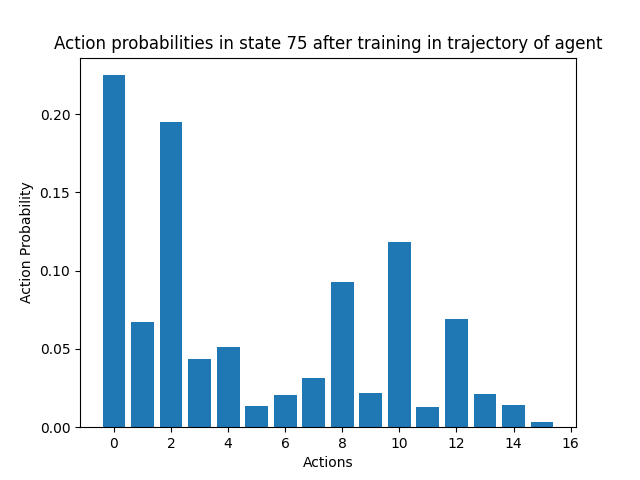 Action probabilities in state 75 after training in trajectory of agent
Action Probability
0.20
0.15
0.10
0.05
0.00
0 2 4 6 8 10 12 14 16
Actions